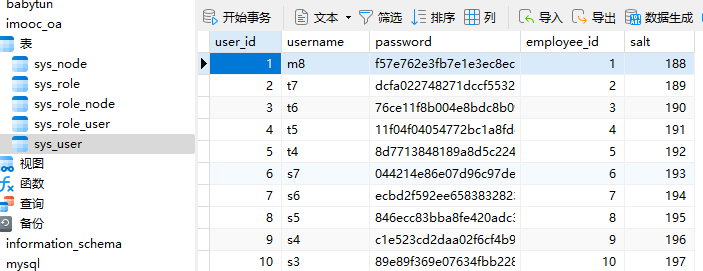 babytun
imooc_oa
表
sys_node
sys_role
sys_role_node
sys_role_user
sys_user
视图
函数
查询
备份
information_schema
mysql
开始事务 文本 筛选 排序 列 导入 导出 数据生成
user_id username password employee_id salt
1 m8 f57e762e3fb7e1e3ec8ec 1 188
2 t7 dcfa022748271dccf5532 2 189
3 t6 76ce11f8b004e8bdc8b0 3 190
4 t5 11f04f04054772bc1a8fd 4 191
5 t4 8d7713848189a8d5c224 5 192
6 s7 044214e86e07d96c97de 6 193
7 s6 ecbd2f592ee658383282 7 194
8 s5 846ecc83bba8fe420adc3 8 195
9 s4 c1e523cd2daa02f6cf4b9 9 196
10 s3 89e89f369e07634fbb228 10 197